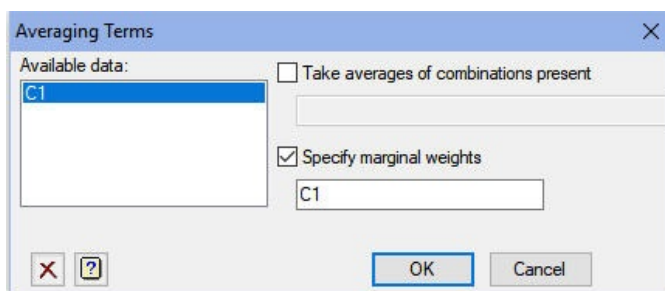 Averaging Terms
Available data:
C1
Take averages of combinations present
Specify marginal weights
C1
?
OK
Cancel